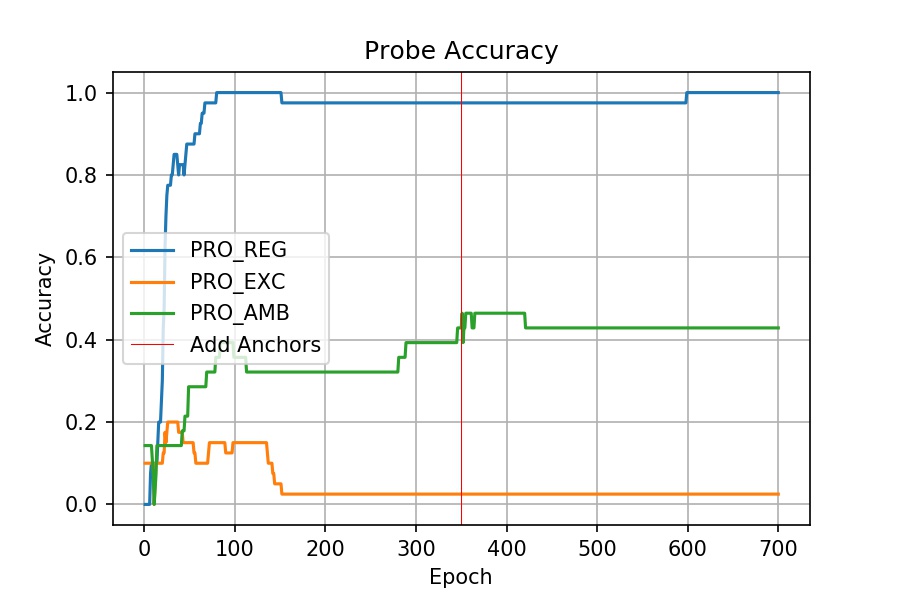 Probe Accuracy
Accuracy
1.0
0.8
0.6
0.4
0.2
0.0
PRO_REG
PRO_EXC
PRO_AMB
Add Anchors
0 100 200 300 400 500 600 700
Epoch